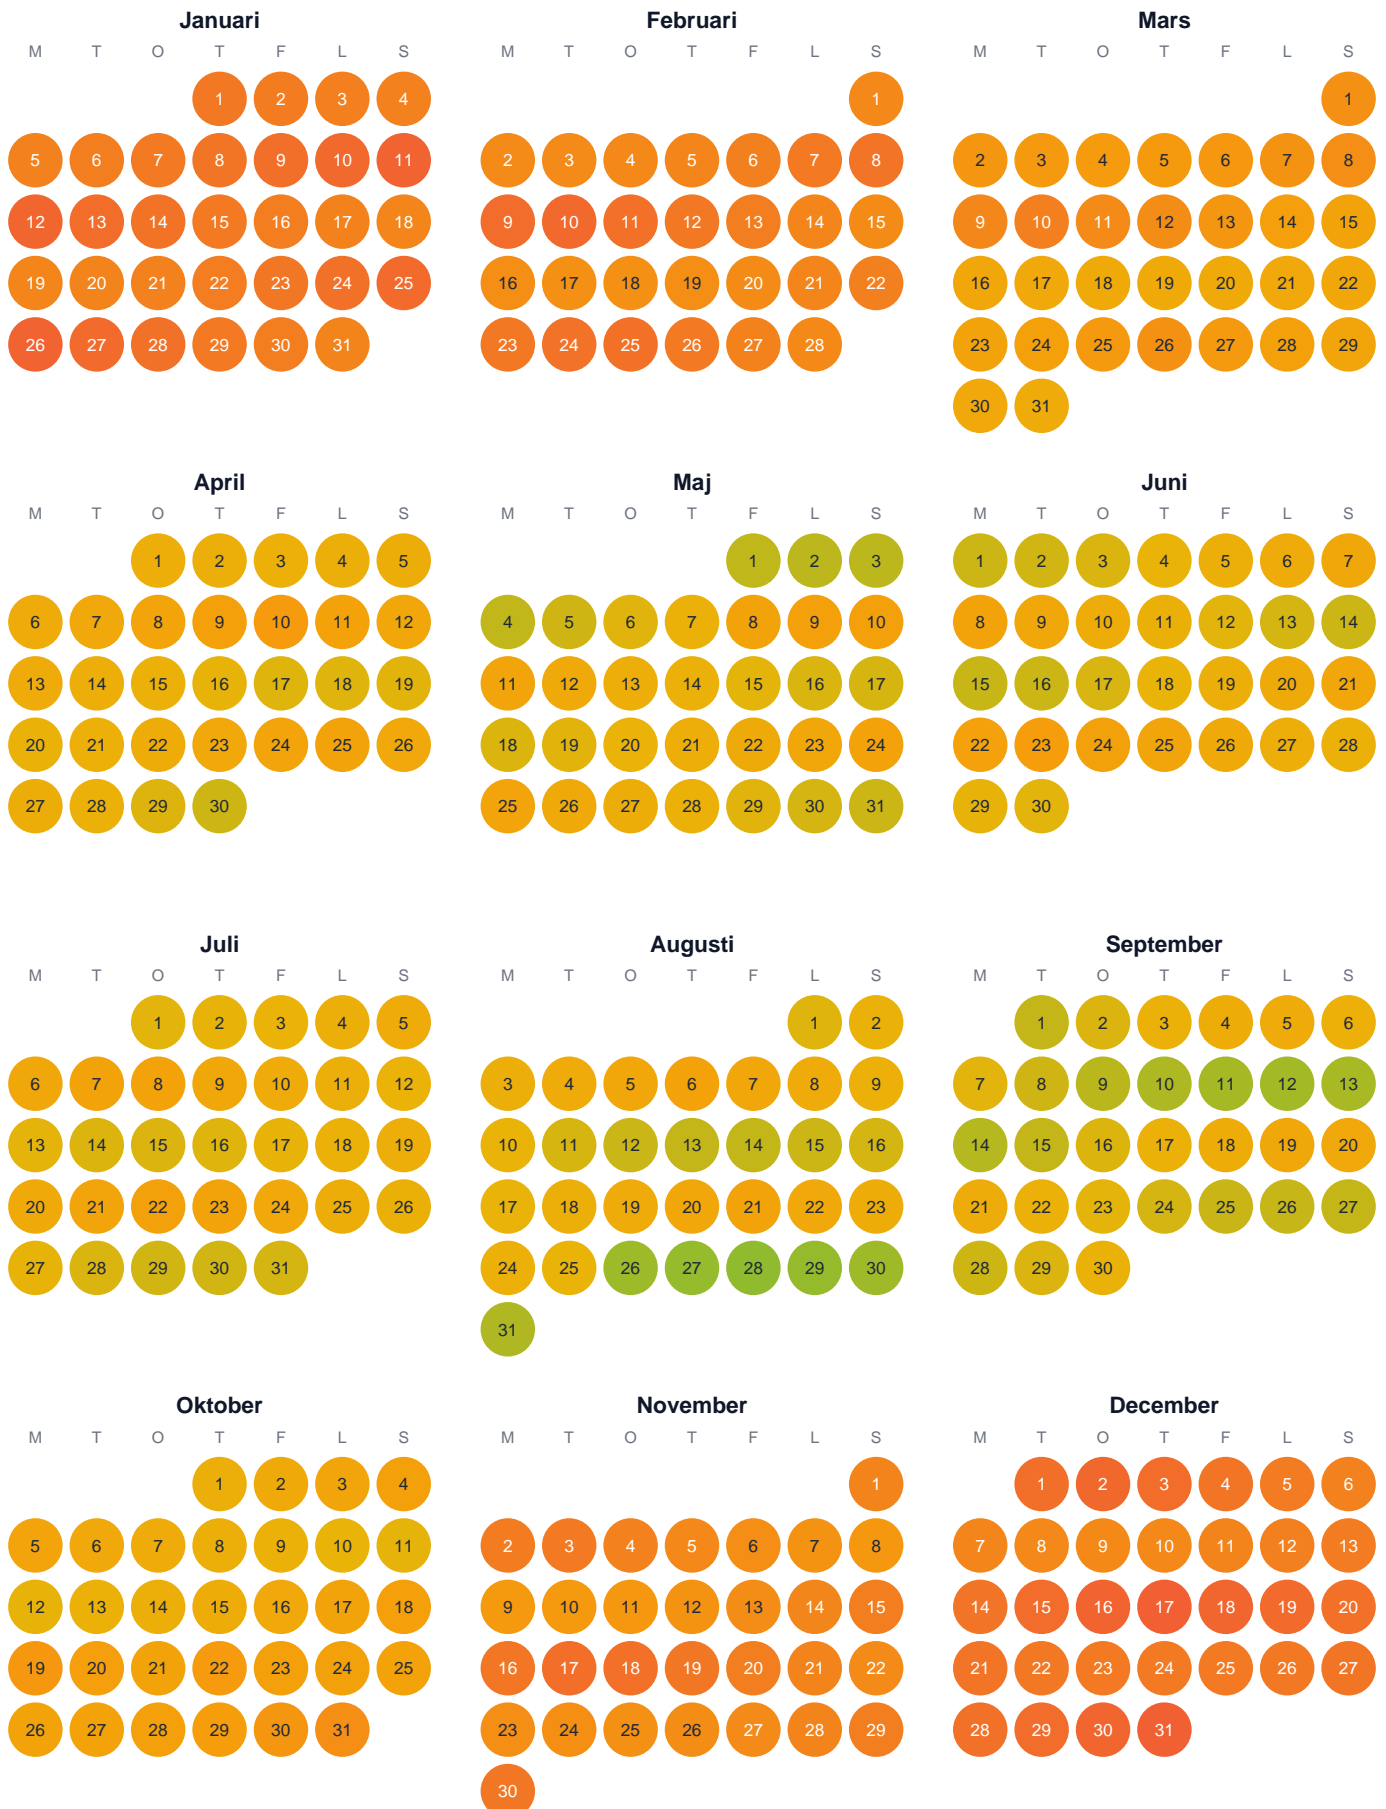 Januari Februari Mars
M T O T F L S M T O T F L S M T O T F L S
1 2 3 4 1 1
5 6 7 8 9 10 11 2 3 4 5 6 7 8 2 3 4 5 6 7 8
12 13 14 15 16 17 18 9 10 11 12 13 14 15 9 10 11 12 13 14 15
19 20 21 22 23 24 25 16 17 18 19 20 21 22 16 17 18 19 20 21 22
26 27 28 29 30 31 23 24 25 26 27 28 23 24 25 26 27 28 29
30 31
April Maj Juni
M T O T F L S M T O T F L S M T O T F L S
1 2 3 4 5 1 2 3 1 2 3 4 5 6 7
6 7 8 9 10 11 12 4 5 6 7 8 9 10 8 9 10 11 12 13 14
13 14 15 16 17 18 19 11 12 13 14 15 16 17 15 16 17 18 19 20 21
20 21 22 23 24 25 26 18 19 20 21 22 23 24 22 23 24 25 26 27 28
27 28 29 30 25 26 27 28 29 30 31 29 30
Juli Augusti September
M T O T F L S M T O T F L S M T O T F L S
1 2 3 4 5 1 2 1 2 3 4 5 6
6 7 8 9 10 11 12 3 4 5 6 7 8 9 7 8 9 10 11 12 13
13 14 15 16 17 18 19 10 11 12 13 14 15 16 14 15 16 17 18 19 20
20 21 22 23 24 25 26 17 18 19 20 21 22 23 21 22 23 24 25 26 27
27 28 29 30 31 24 25 26 27 28 29 30 28 29 30
31
Oktober November December
M T O T F L S M T O T F L S M T O T F L S
1 2 3 4 1 1 2 3 4 5 6
5 6 7 8 9 10 11 2 3 4 5 6 7 8 7 8 9 10 11 12 13
12 13 14 15 16 17 18 9 10 11 12 13 14 15 14 15 16 17 18 19 20
19 20 21 22 23 24 25 16 17 18 19 20 21 22 21 22 23 24 25 26 27
26 27 28 29 30 31 23 24 25 26 27 28 29 28 29 30 31
30